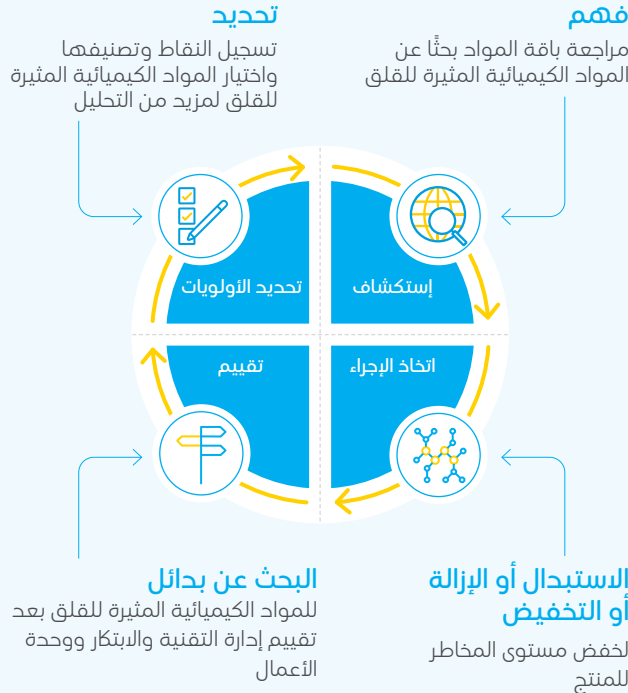 فهم
مراجعة باقة المواد بحثًا عن
المواد الكيميائية المثيرة للقلق
تحديد
تسجيل النقاط وتصنيفها
واختيار المواد الكيميائية المثيرة
للقلق لمزيد من التحليل
إستكشاف
تحديد الأولويات
اتخاذ الإجراء
تقييم
الاستبدال أو الإزالة
أو التخفيض
لخفض مستوى المخاطر
للمنتج
البحث عن بدائل
للمواد الكيميائية المثيرة للقلق بعد
تقييم إدارة التقنية والابتكار ووحدة
الأعمال